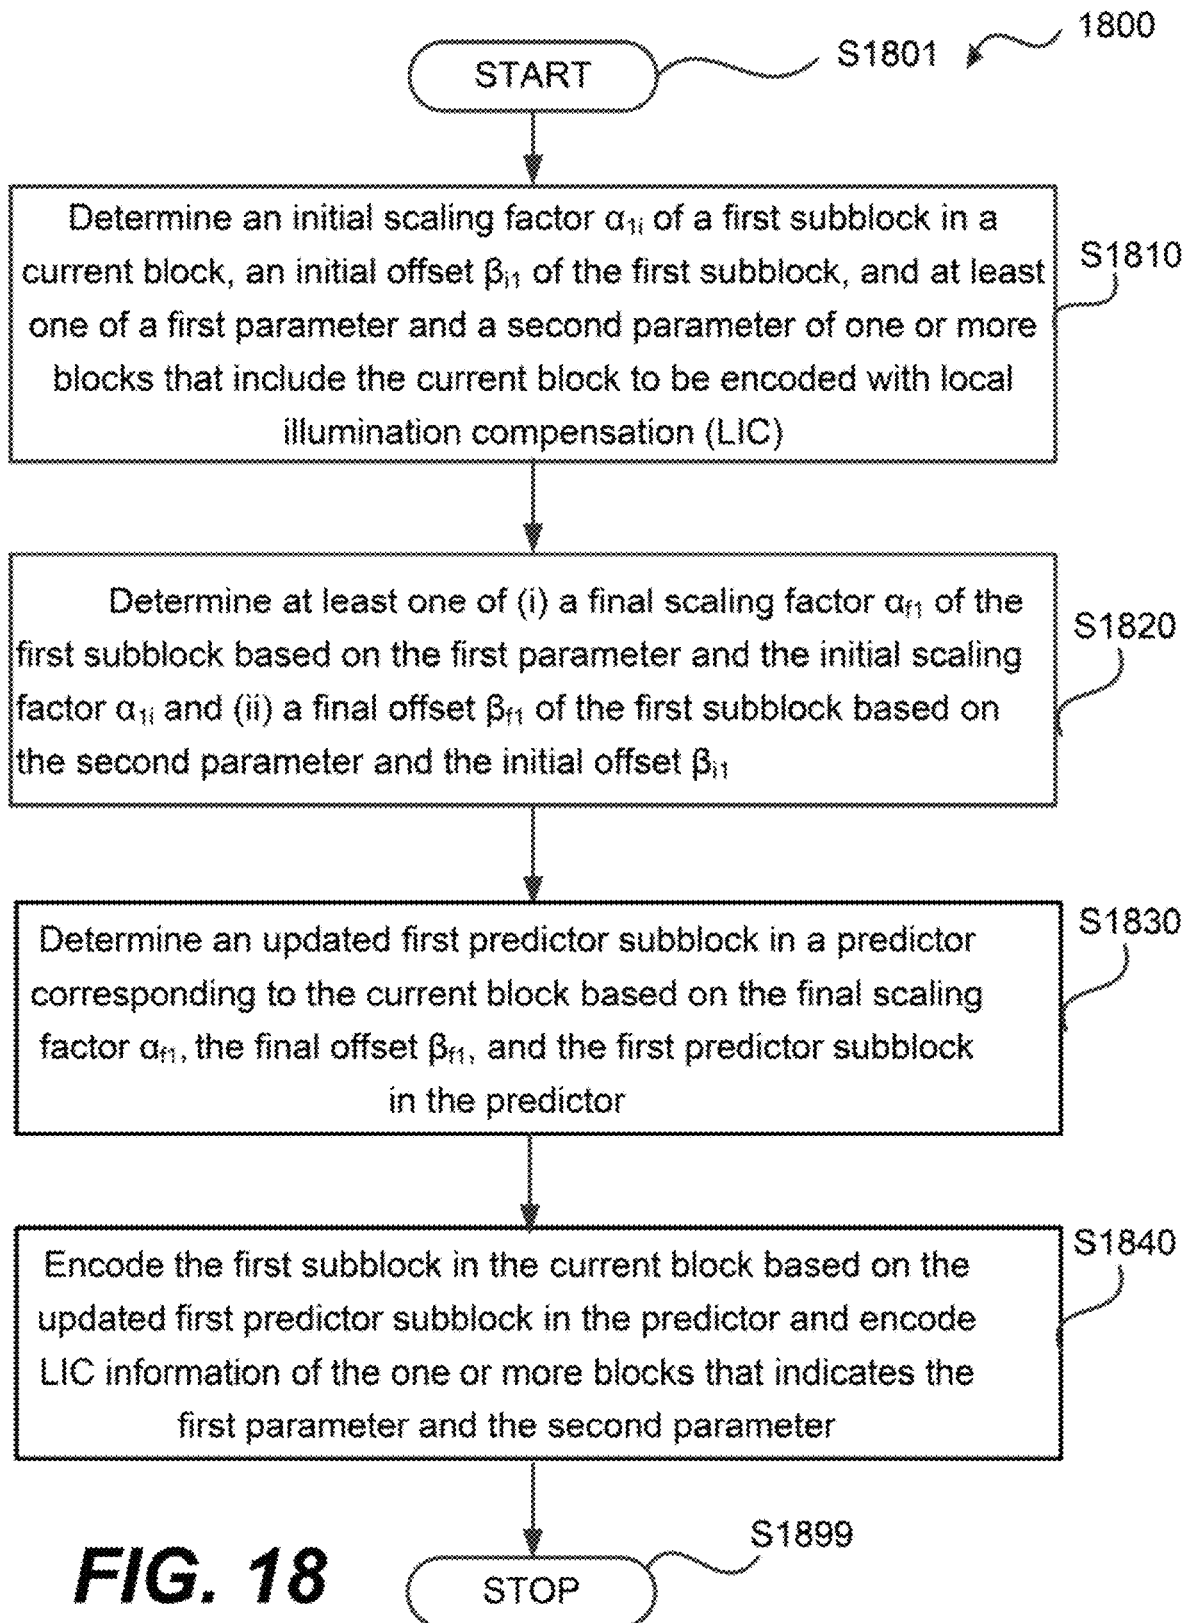 1800
START
S1801
Determine an initial scaling factor α₁ᵢ of a first subblock in a
current block, an initial offset βᵢ₁ of the first subblock, and at least
one of a first parameter and a second parameter of one or more
blocks that include the current block to be encoded with local
illumination compensation (LIC)
S1810
Determine at least one of (i) a final scaling factor α_f1 of the
first subblock based on the first parameter and the initial scaling
factor α₁ᵢ and (ii) a final offset β_f1 of the first subblock based on
the second parameter and the initial offset βᵢ₁
S1820
Determine an updated first predictor subblock in a predictor
corresponding to the current block based on the final scaling
factor α_f1, the final offset β_f1, and the first predictor subblock
in the predictor
S1830
Encode the first subblock in the current block based on the
updated first predictor subblock in the predictor and encode
LIC information of the one or more blocks that indicates the
first parameter and the second parameter
S1840
STOP
S1899
FIG. 18